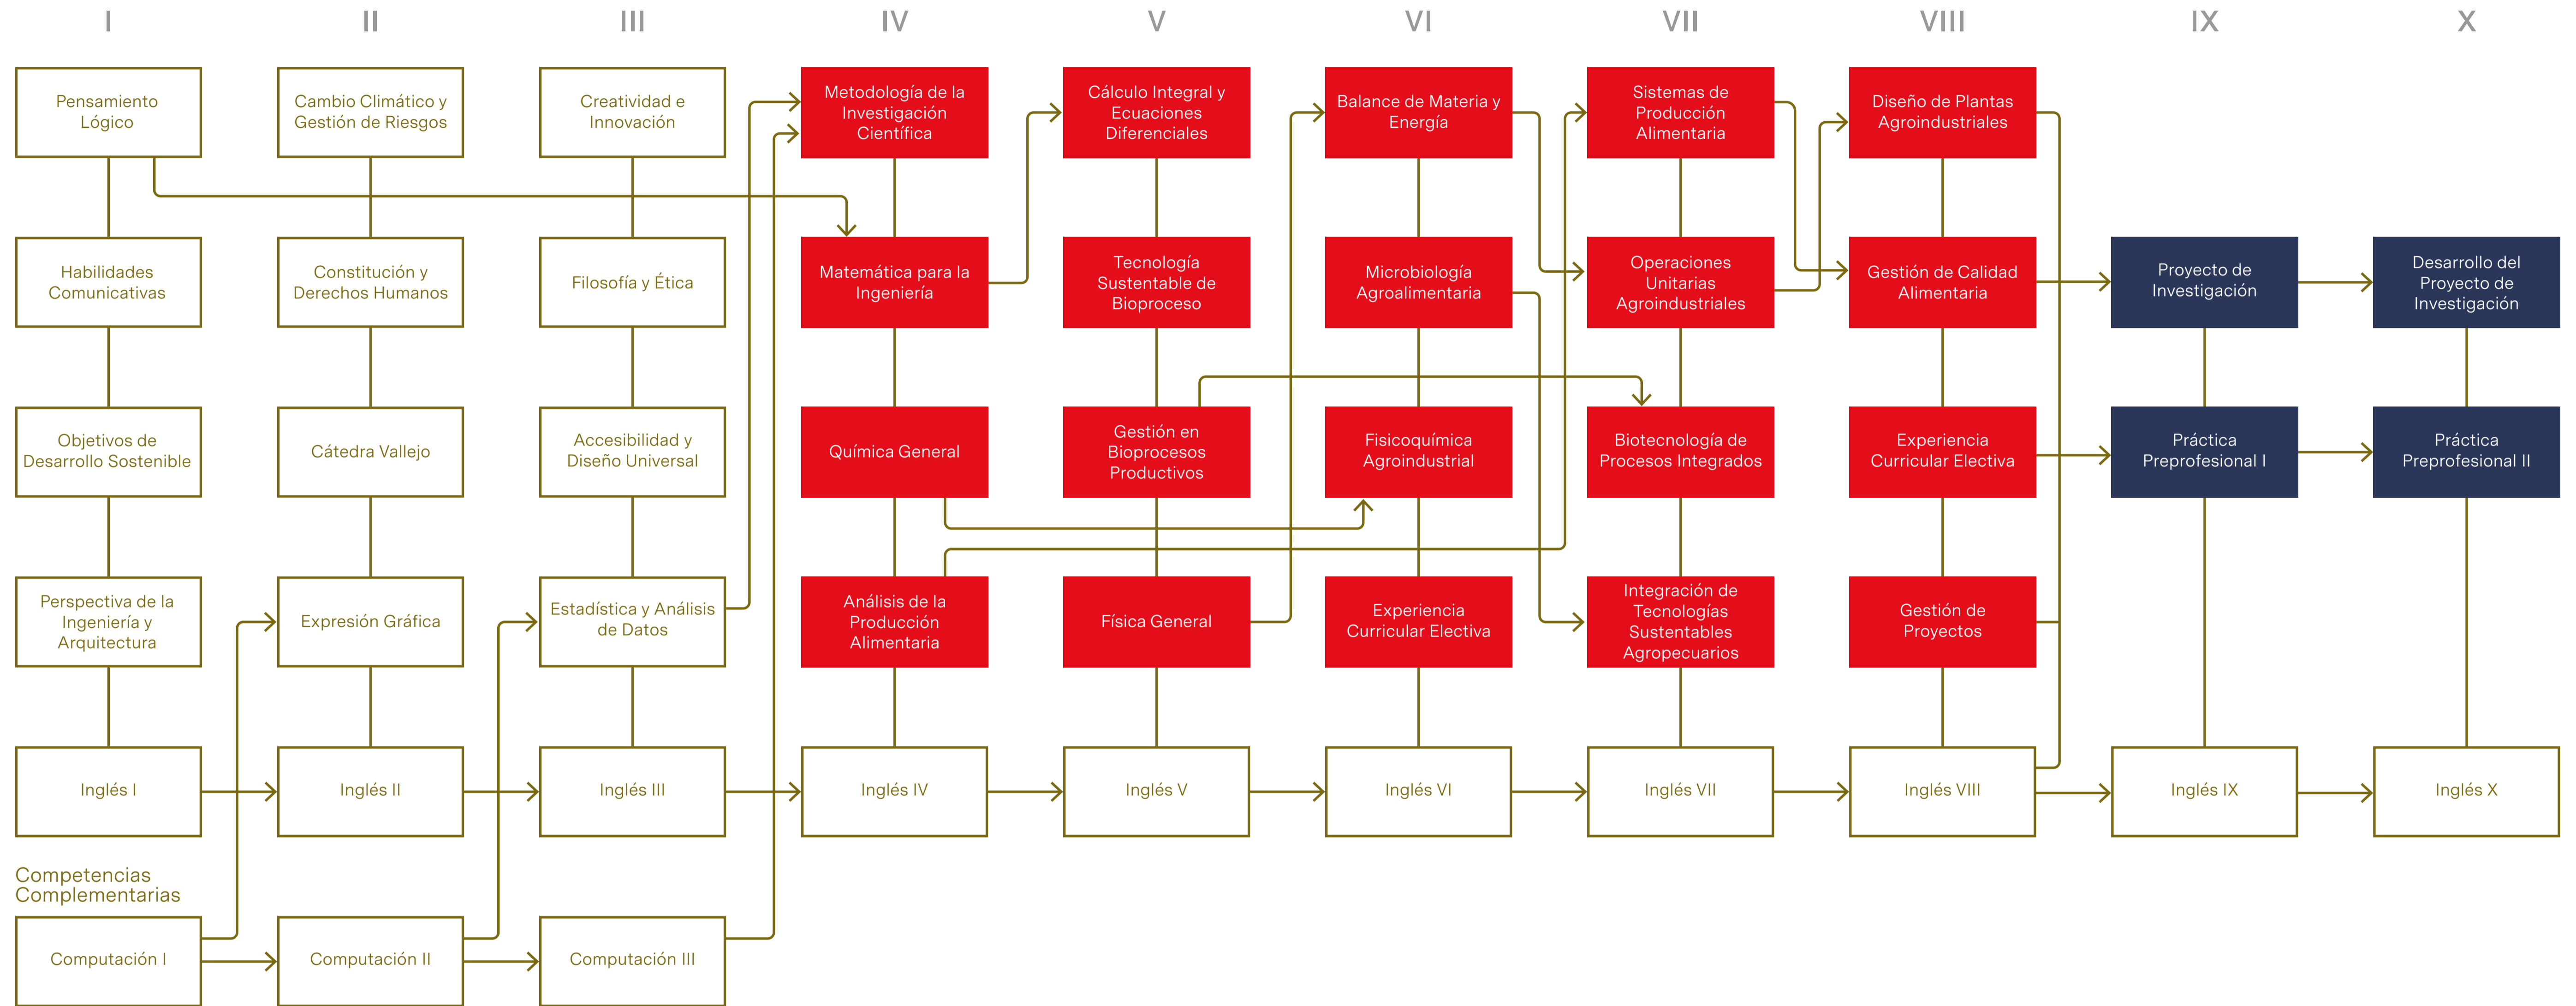 I
II
III
IV
V
VI
VII
VIII
IX
X
Pensamiento
Lógico
Habilidades
Comunicativas
Objetivos de
Desarrollo Sostenible
Perspectiva de la
Ingeniería y
Arquitectura
Inglés I
Competencias
Complementarias
Computación I
Cambio Climático y
Gestión de Riesgos
Constitución y
Derechos Humanos
Cátedra Vallejo
Expresión Gráfica
Inglés II
Computación II
Creatividad e
Innovación
Filosofía y Ética
Accesibilidad y
Diseño Universal
Estadística y Análisis
de Datos
Inglés III
Computación III
Metodología de la
Investigación
Científica
Matemática para la
Ingeniería
Química General
Análisis de la
Producción
Alimentaria
Inglés IV
Cálculo Integral y
Ecuaciones
Diferenciales
Tecnología
Sustentable de
Bioproceso
Gestión en
Bioprocesos
Productivos
Física General
Inglés V
Balance de Materia y
Energía
Microbiología
Agroalimentaria
Fisicoquímica
Agroindustrial
Experiencia
Curricular Electiva
Inglés VI
Sistemas de
Producción
Alimentaria
Operaciones
Unitarias
Agroindustriales
Biotecnología de
Procesos Integrados
Integración de
Tecnologías
Sustentables
Agropecuarios
Inglés VII
Diseño de Plantas
Agroindustriales
Gestión de Calidad
Alimentaria
Experiencia
Curricular Electiva
Gestión de
Proyectos
Inglés VIII
Proyecto de
Investigación
Práctica
Preprofesional I
Inglés IX
Desarrollo del
Proyecto de
Investigación
Práctica
Preprofesional II
Inglés X